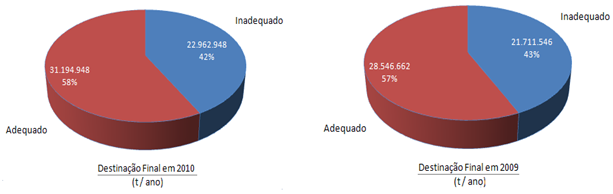 Inadequado
22.962.948
42%
31.194.948
58%
Adequado
Destinação Final em 2010
(t / ano)
Inadequado
21.711.546
43%
28.546.662
57%
Adequado
Destinação Final em 2009
(t / ano)